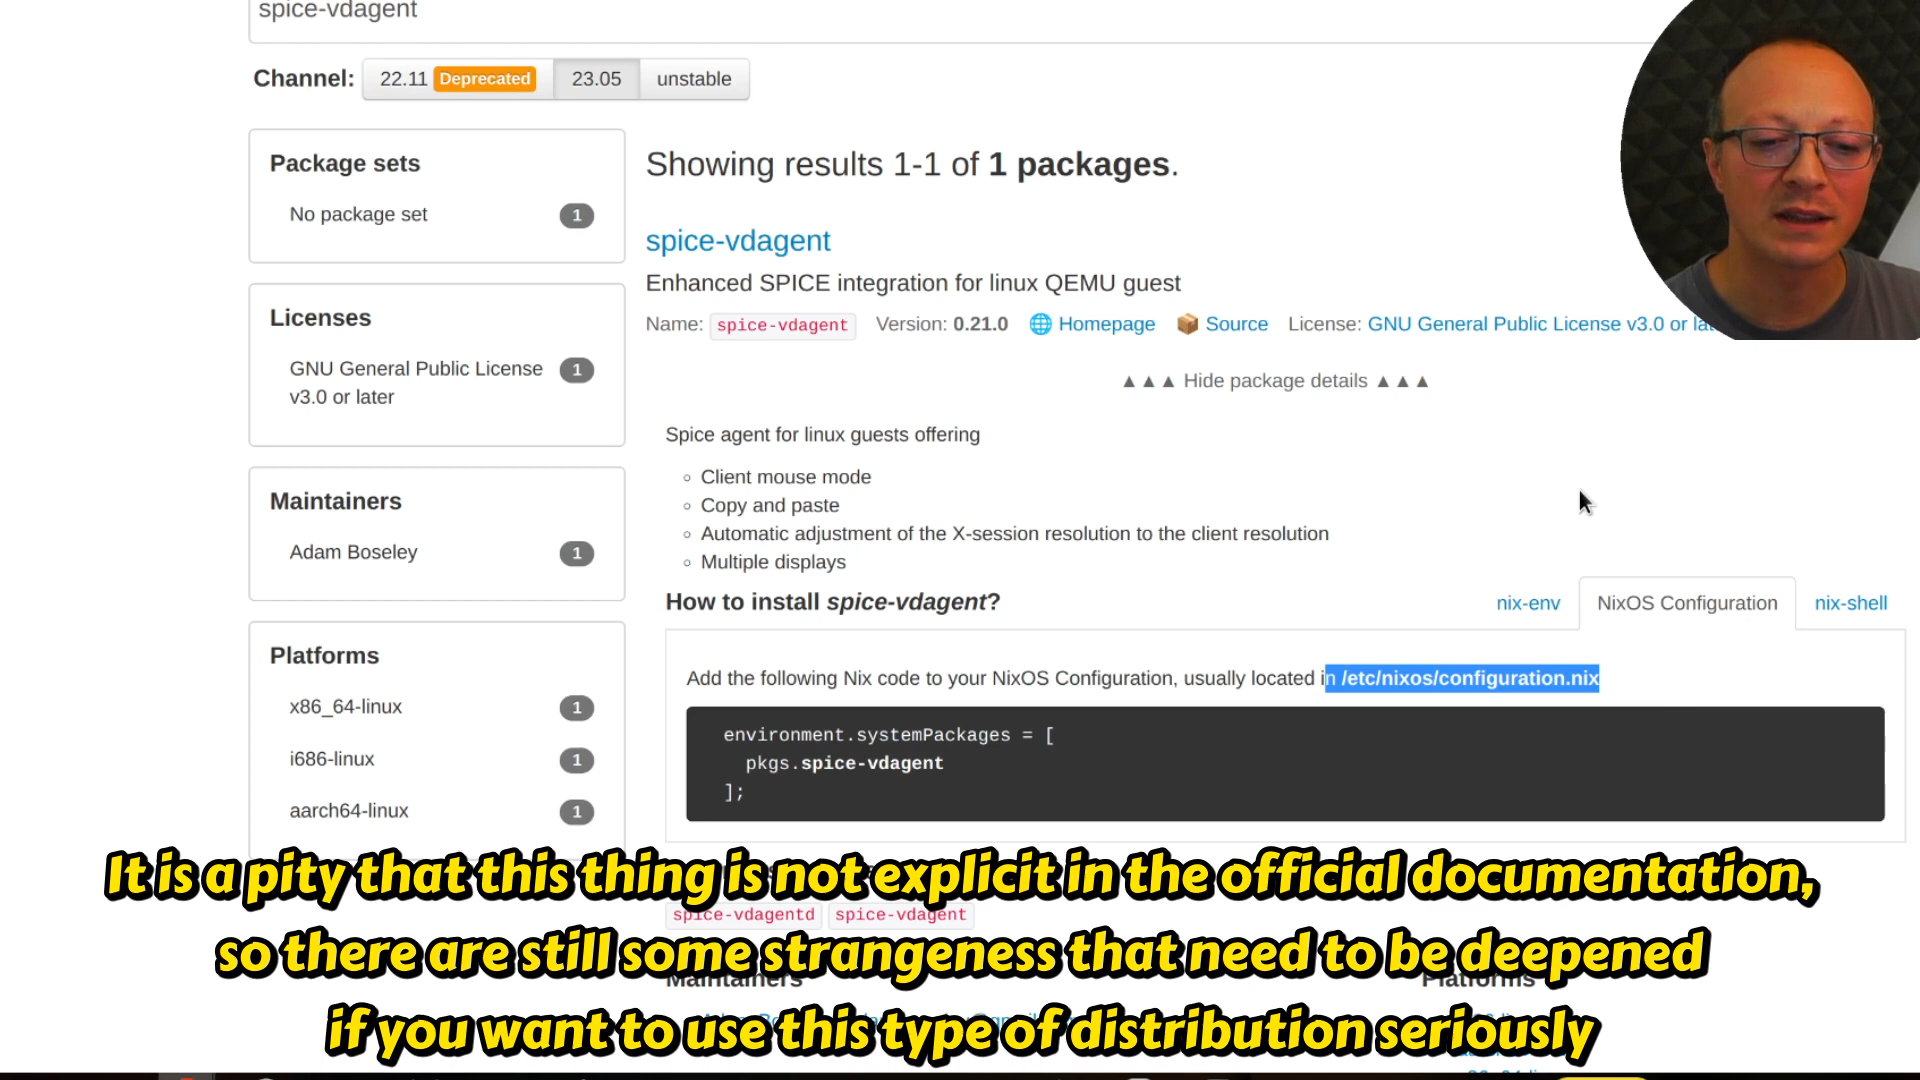 spice-vdagent
Channel: 22.11 Deprecated 23.05 unstable
Package sets
No package set 1
Licenses
GNU General Public License v3.0 or later 1
Maintainers
Adam Boseley 1
Platforms
x86_64-linux 1
i686-linux 1
aarch64-linux 1
Showing results 1-1 of 1 packages.
spice-vdagent
Enhanced SPICE integration for linux QEMU guest
Name: spice-vdagent Version: 0.21.0 Homepage Source License: GNU General Public License v3.0 or
▲ ▲ ▲ Hide package details ▲ ▲ ▲
Spice agent for linux guests offering
Client mouse mode
Copy and paste
Automatic adjustment of the X-session resolution to the client resolution
Multiple displays
How to install spice-vdagent?
nix-env NixOS Configuration nix-shell
Add the following Nix code to your NixOS Configuration, usually located in /etc/nixos/configuration.nix
environment.systemPackages = [
pkgs.spice-vdagent
];
spice-vdagentd spice-vdagent
Maintainers Platforms
It is a pity that this thing is not explicit in the official documentation,
so there are still some strangeness that need to be deepened
if you want to use this type of distribution seriously